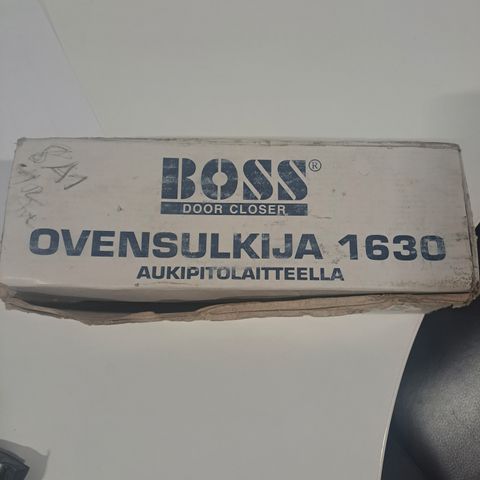 BOSS®
DOOR CLOSER
OVENSULKIJA 1630
AUKIPITOLAITTEELLA